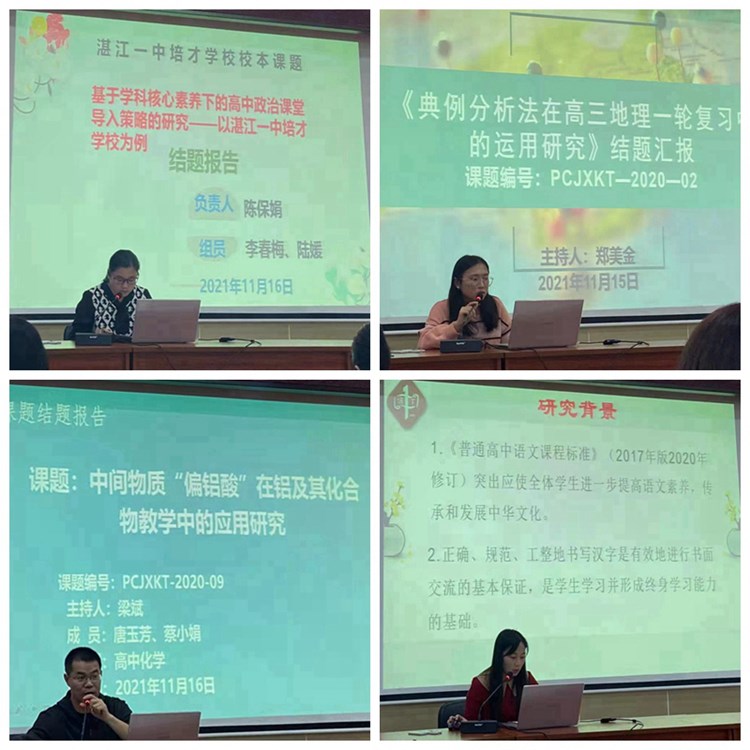 湛江一中培才学校校本课题
基于学科核心素养下的高中政治课堂
导入策略的研究——以湛江一中培才
学校为例
结题报告
负责人 陈保娟
组员 李春梅、陆媛
2021年11月16日
《典例分析法在高三地理一轮复习中
的运用研究》结题汇报
课题编号：PCJXKT—2020—02
主持人：郑美金
2021年11月15日
课题结题报告
课题：中间物质“偏铝酸”在铝及其化合
物教学中的应用研究
课题编号：PCJXKT-2020-09
主持人：梁斌
成 员：唐玉芳、蔡小娟
：高中化学
：2021年11月16日
研究背景
1.《普通高中语文课程标准》（2017年版2020年
修订）突出应使全体学生进一步提高语文素养，传
承和发展中华文化。
2.正确、规范、工整地书写汉字是有效地进行书面
交流的基本保证，是学生学习并形成终身学习能力
的基础。